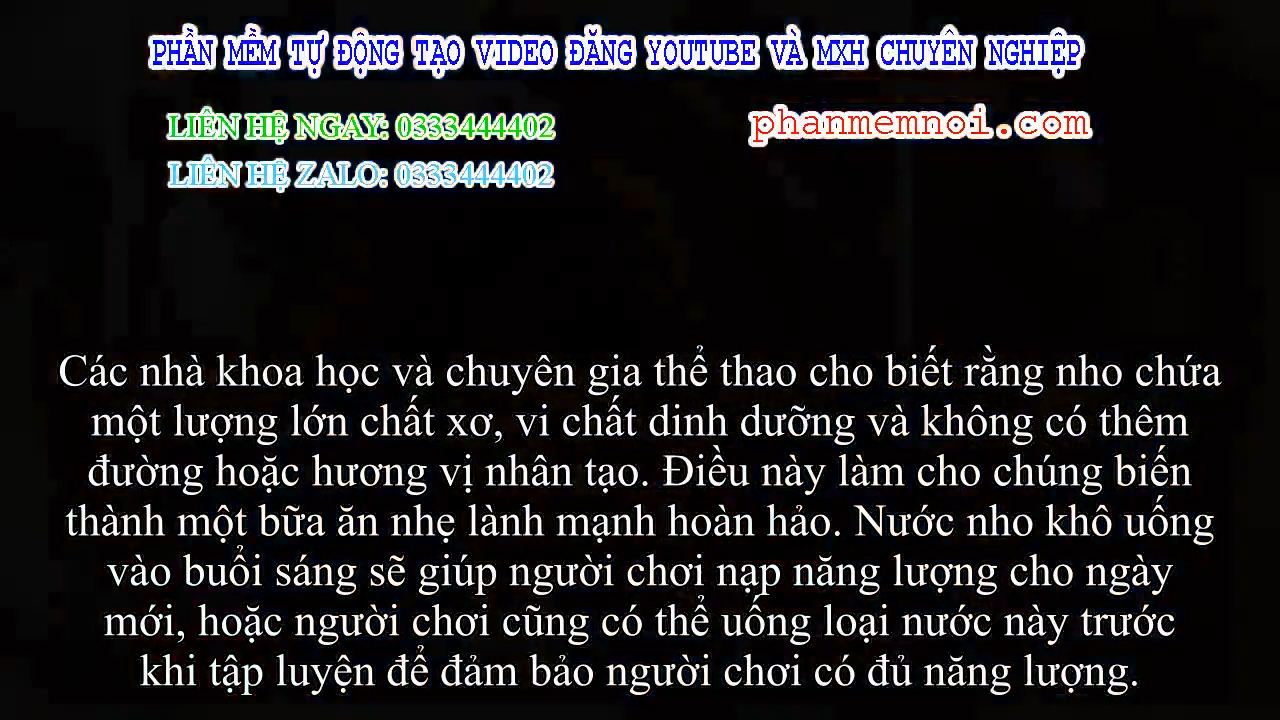 PHẦN MỀM TỰ ĐỘNG TẠO VIDEO ĐĂNG YOUTUBE VÀ MXH CHUYÊN NGHIỆP
LIÊN HỆ NGAY: 0333444402
phanmemnoi.com
LIÊN HỆ ZALO: 0333444402
Các nhà khoa học và chuyên gia thể thao cho biết rằng nho chứa
một lượng lớn chất xơ, vi chất dinh dưỡng và không có thêm
đường hoặc hương vị nhân tạo. Điều này làm cho chúng biến
thành một bữa ăn nhẹ lành mạnh hoàn hảo. Nước nho khô uống
vào buổi sáng sẽ giúp người chơi nạp năng lượng cho ngày
mới, hoặc người chơi cũng có thể uống loại nước này trước
khi tập luyện để đảm bảo người chơi có đủ năng lượng.